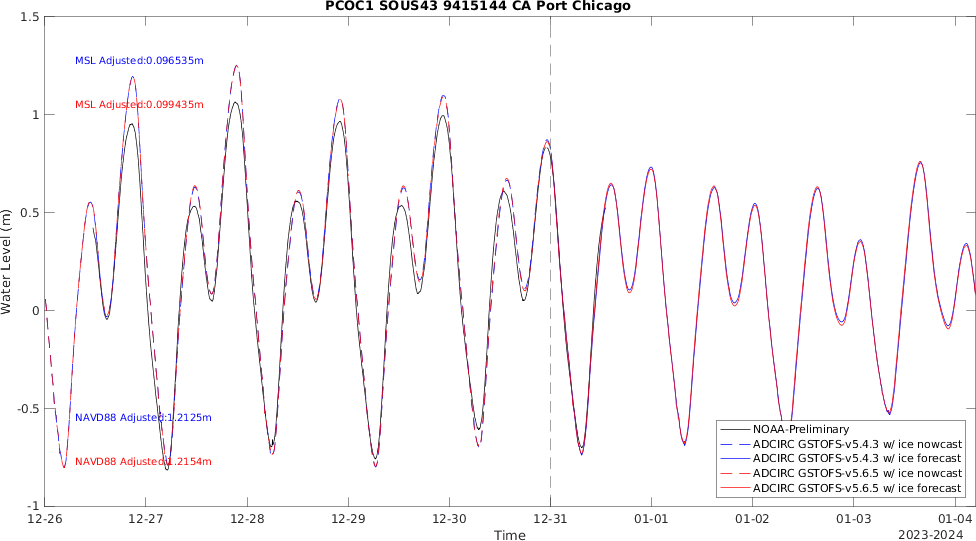 PCOC1 SOUS43 9415144 CA Port Chicago
1.5
1
0.5
0
-0.5
-1
Water Level (m)
MSL Adjusted:0.096535m
MSL Adjusted:0.099435m
NAVD88 Adjusted:1.2125m
NAVD88 Adjusted:1.2154m
NOAA-Preliminary
ADCIRC GSTOFS-v5.4.3 w/ ice nowcast
ADCIRC GSTOFS-v5.4.3 w/ ice forecast
ADCIRC GSTOFS-v5.6.5 w/ ice nowcast
ADCIRC GSTOFS-v5.6.5 w/ ice forecast
12-26 12-27 12-28 12-29 12-30 12-31 01-01 01-02 01-03 01-04
Time
2023-2024